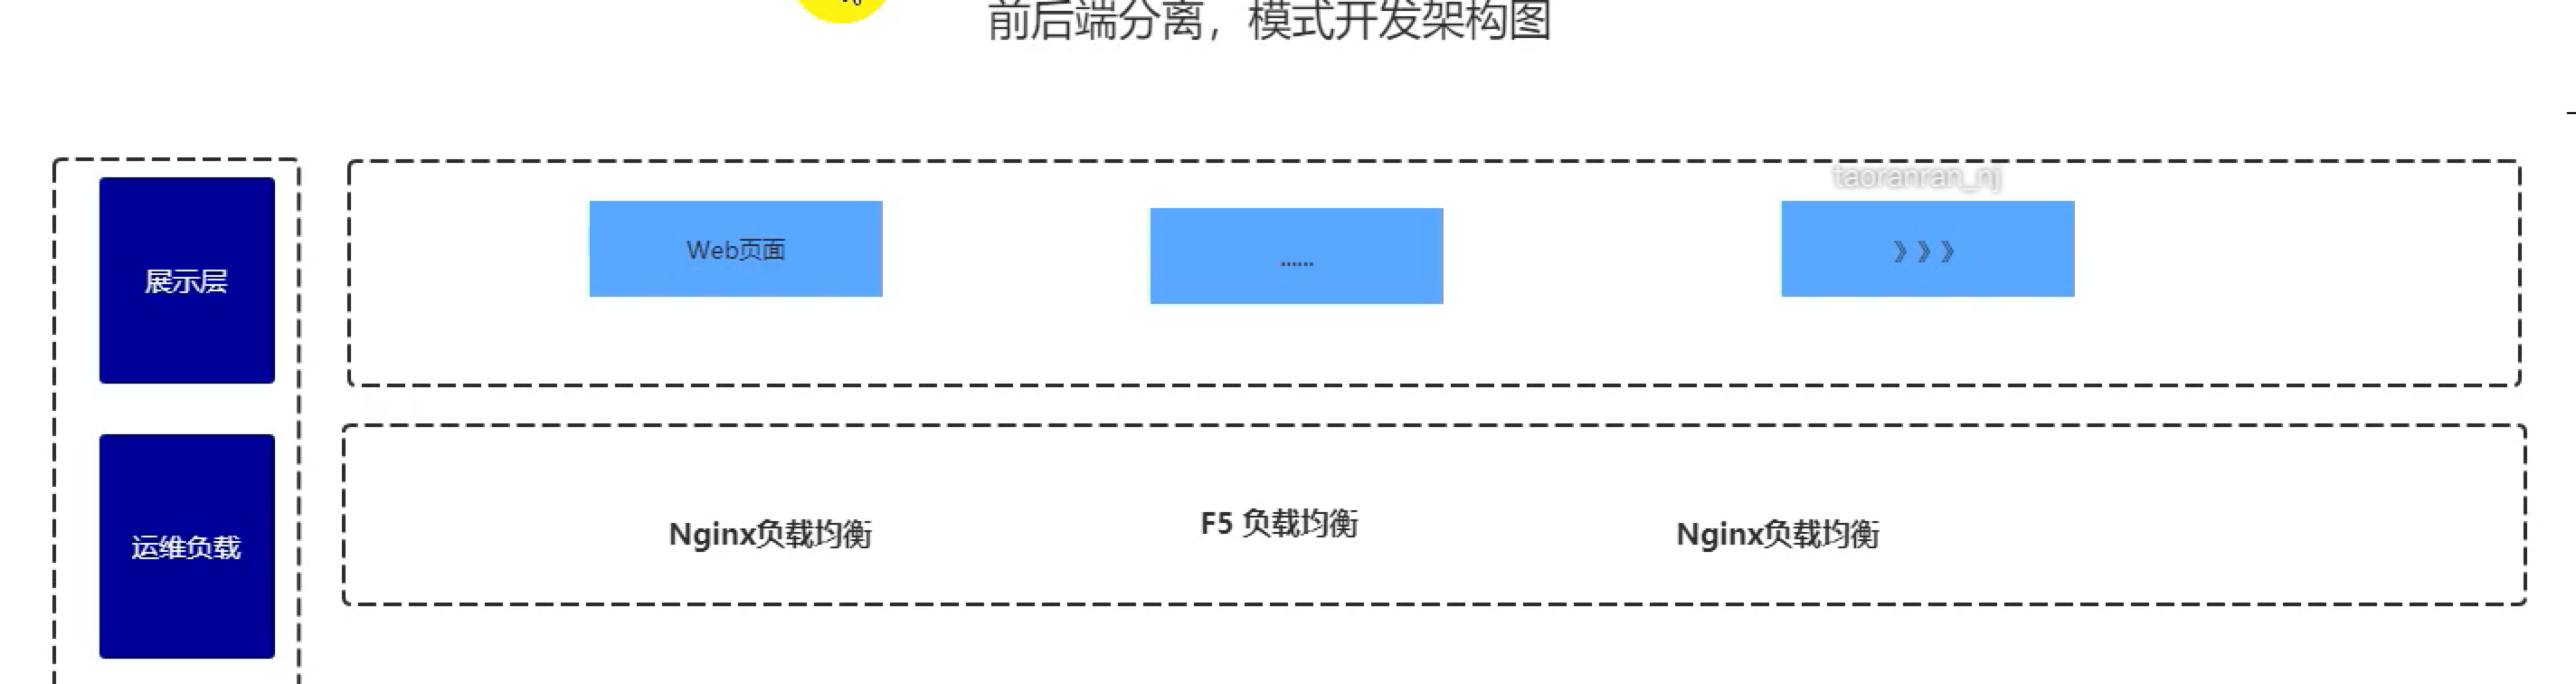 前后端分离，模式开发架构图
taoranran_nj
展示层
Web页面
......
》》》
运维负载
Nginx负载均衡
F5 负载均衡
Nginx负载均衡